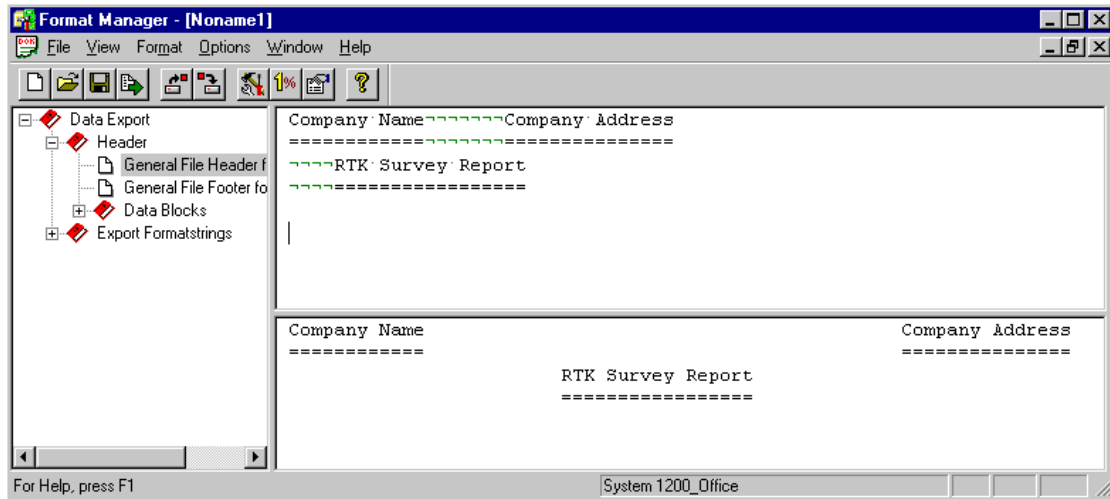 Format Manager - [Noname1]
File View Format Options Window Help
1%
Data Export
Header
General File Header f
General File Footer fo
Data Blocks
Export Formatstrings
Company·Name¬¬¬¬¬¬¬Company·Address
============¬¬¬¬¬¬¬===============
¬¬¬¬RTK·Survey·Report
¬¬¬¬=================
Company Name Company Address
============ ===============
RTK Survey Report
=================
For Help, press F1 System 1200_Office